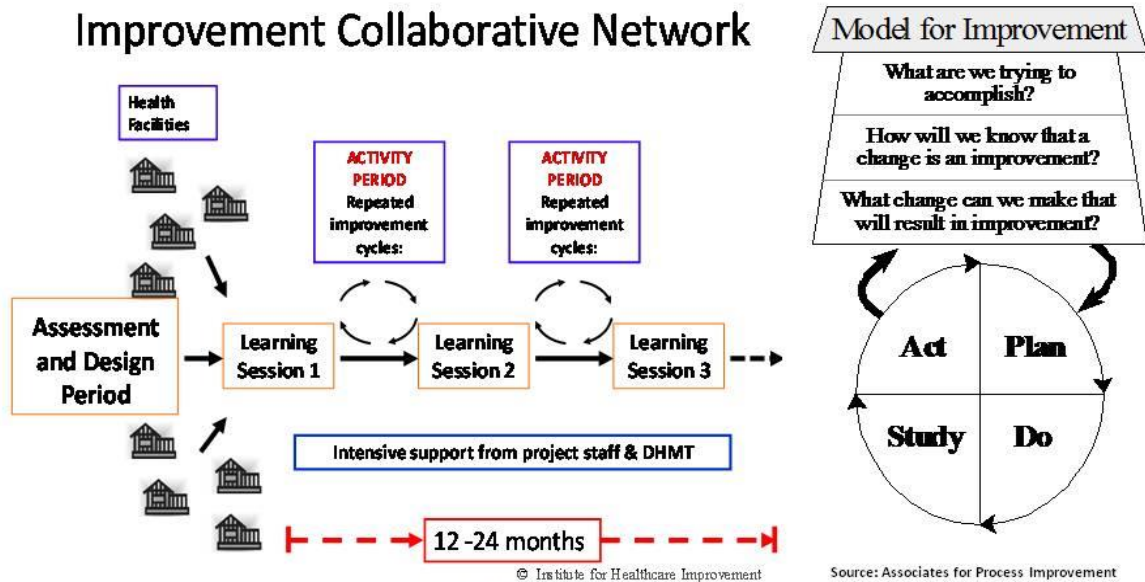 Improvement Collaborative Network
Health
Facilities
ACTIVITY
PERIOD
Repeated
improvement
cycles:
ACTIVITY
PERIOD
Repeated
improvement
cycles:
Assessment
and Design
Period
Learning
Session 1
Learning
Session 2
Learning
Session 3
Intensive support from project staff & DHMT
12 -24 months
© Institute for Healthcare Improvement
Model for Improvement
What are we trying to
accomplish?
How will we know that a
change is an improvement?
What change can we make that
will result in improvement?
Act
Plan
Study
Do
Source: Associates for Process Improvement